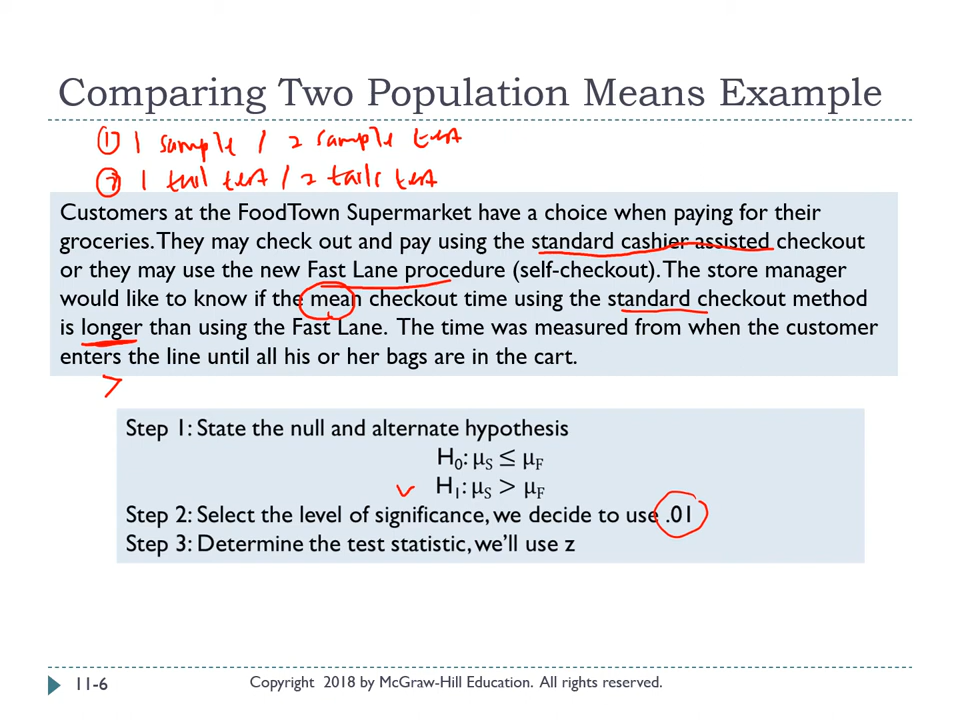 Comparing Two Population Means Example
① 1 sample / 2 sample test
② 1 tail test / 2 tails test
Customers at the FoodTown Supermarket have a choice when paying for their
groceries. They may check out and pay using the standard cashier assisted checkout
or they may use the new Fast Lane procedure (self-checkout). The store manager
would like to know if the mean checkout time using the standard checkout method
is longer than using the Fast Lane. The time was measured from when the customer
enters the line until all his or her bags are in the cart.
>
Step 1: State the null and alternate hypothesis
H₀: μS ≤ μF
H₁: μS > μF
Step 2: Select the level of significance, we decide to use .01
Step 3: Determine the test statistic, we'll use z
11-6
Copyright 2018 by McGraw-Hill Education. All rights reserved.